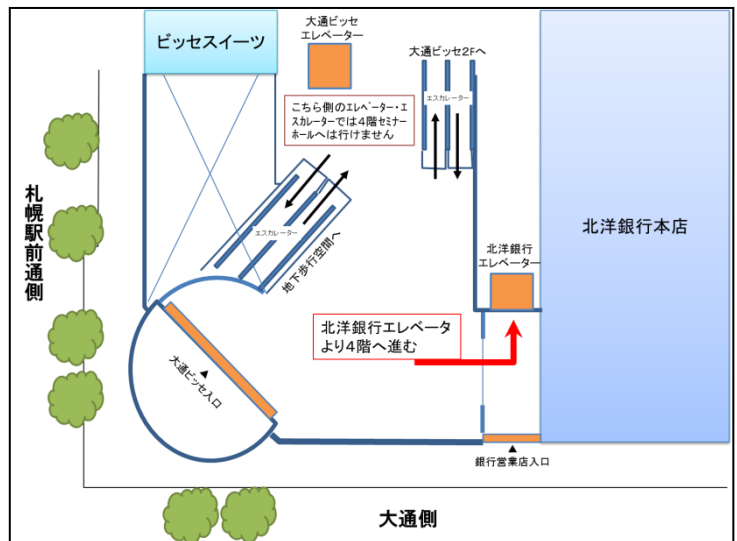 ビッセスイーツ
大通ビッセ
エレベーター
大通ビッセ2Fへ
エスカレーター
こちら側のエレベーター・エ
スカレーターでは4階セミナー
ホールへは行けません
エスカレーター
地下歩行空間へ
札幌駅前通側
北洋銀行
エレベーター
北洋銀行本店
北洋銀行エレベータ
より4階へ進む
▲
大通ビッセ入口
▲
銀行営業店入口
大通側